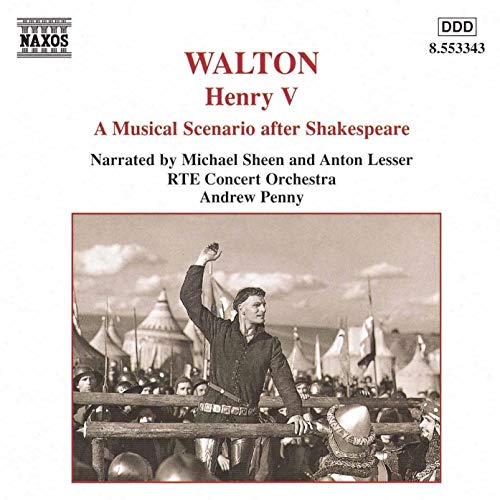 NAXOS
DDD
8.553343
WALTON
Henry V
A Musical Scenario after Shakespeare
Narrated by Michael Sheen and Anton Lesser
RTE Concert Orchestra
Andrew Penny